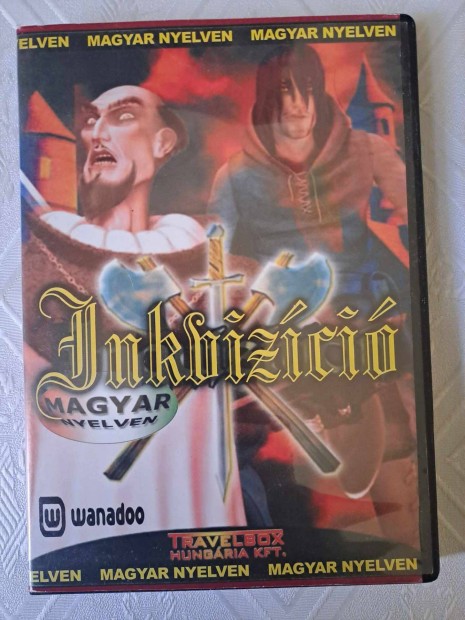 ELVEN MAGYAR NYELVEN MAGYAR NYELVEN
Inkvizíció
MAGYAR
NYELVEN
wanadoo
TRAVELBOX
HUNGÁRIA KFT.
ELVEN MAGYAR NYELVEN MAGYAR NYELVEN